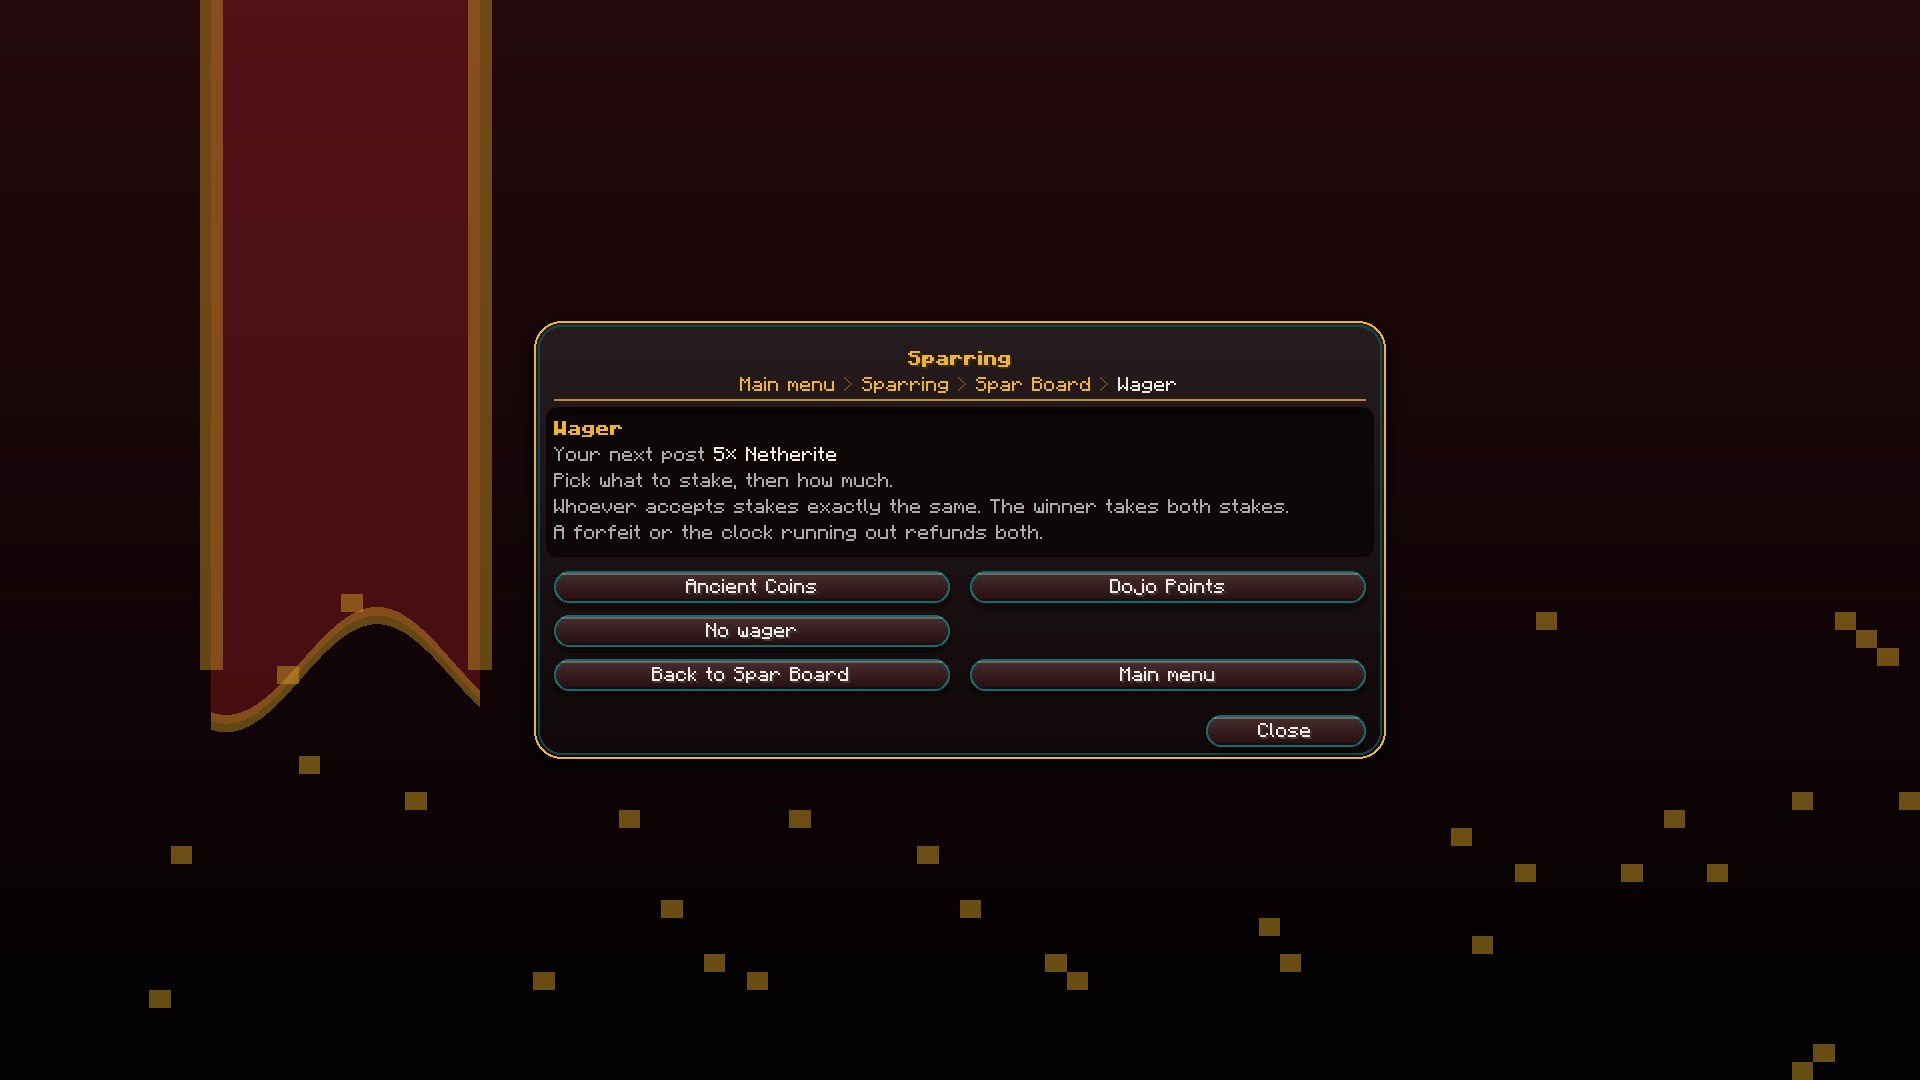 Sparring
Main menu > Sparring > Spar Board > Wager
Wager
Your next post 5× Netherite
Pick what to stake, then how much.
Whoever accepts stakes exactly the same. The winner takes both stakes.
A forfeit or the clock running out refunds both.
Ancient Coins
Dojo Points
No wager
Back to Spar Board
Main menu
Close